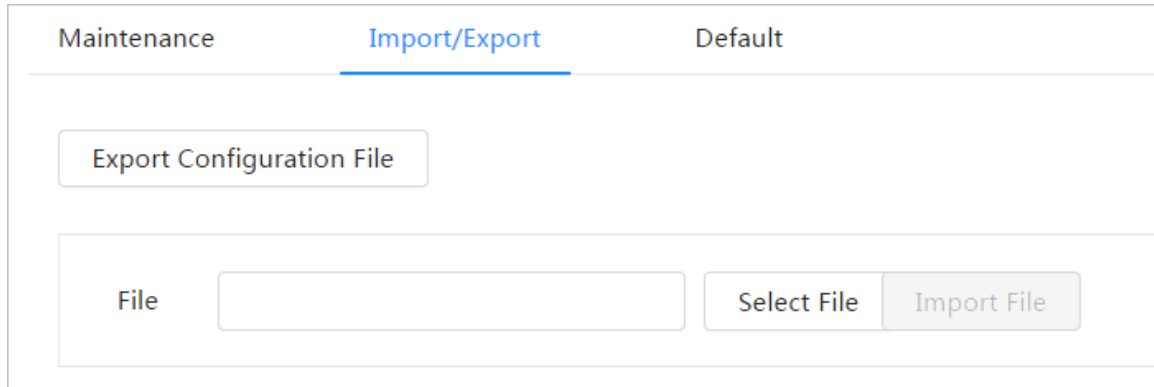 Maintenance Import/Export Default
Export Configuration File
File Select File Import File